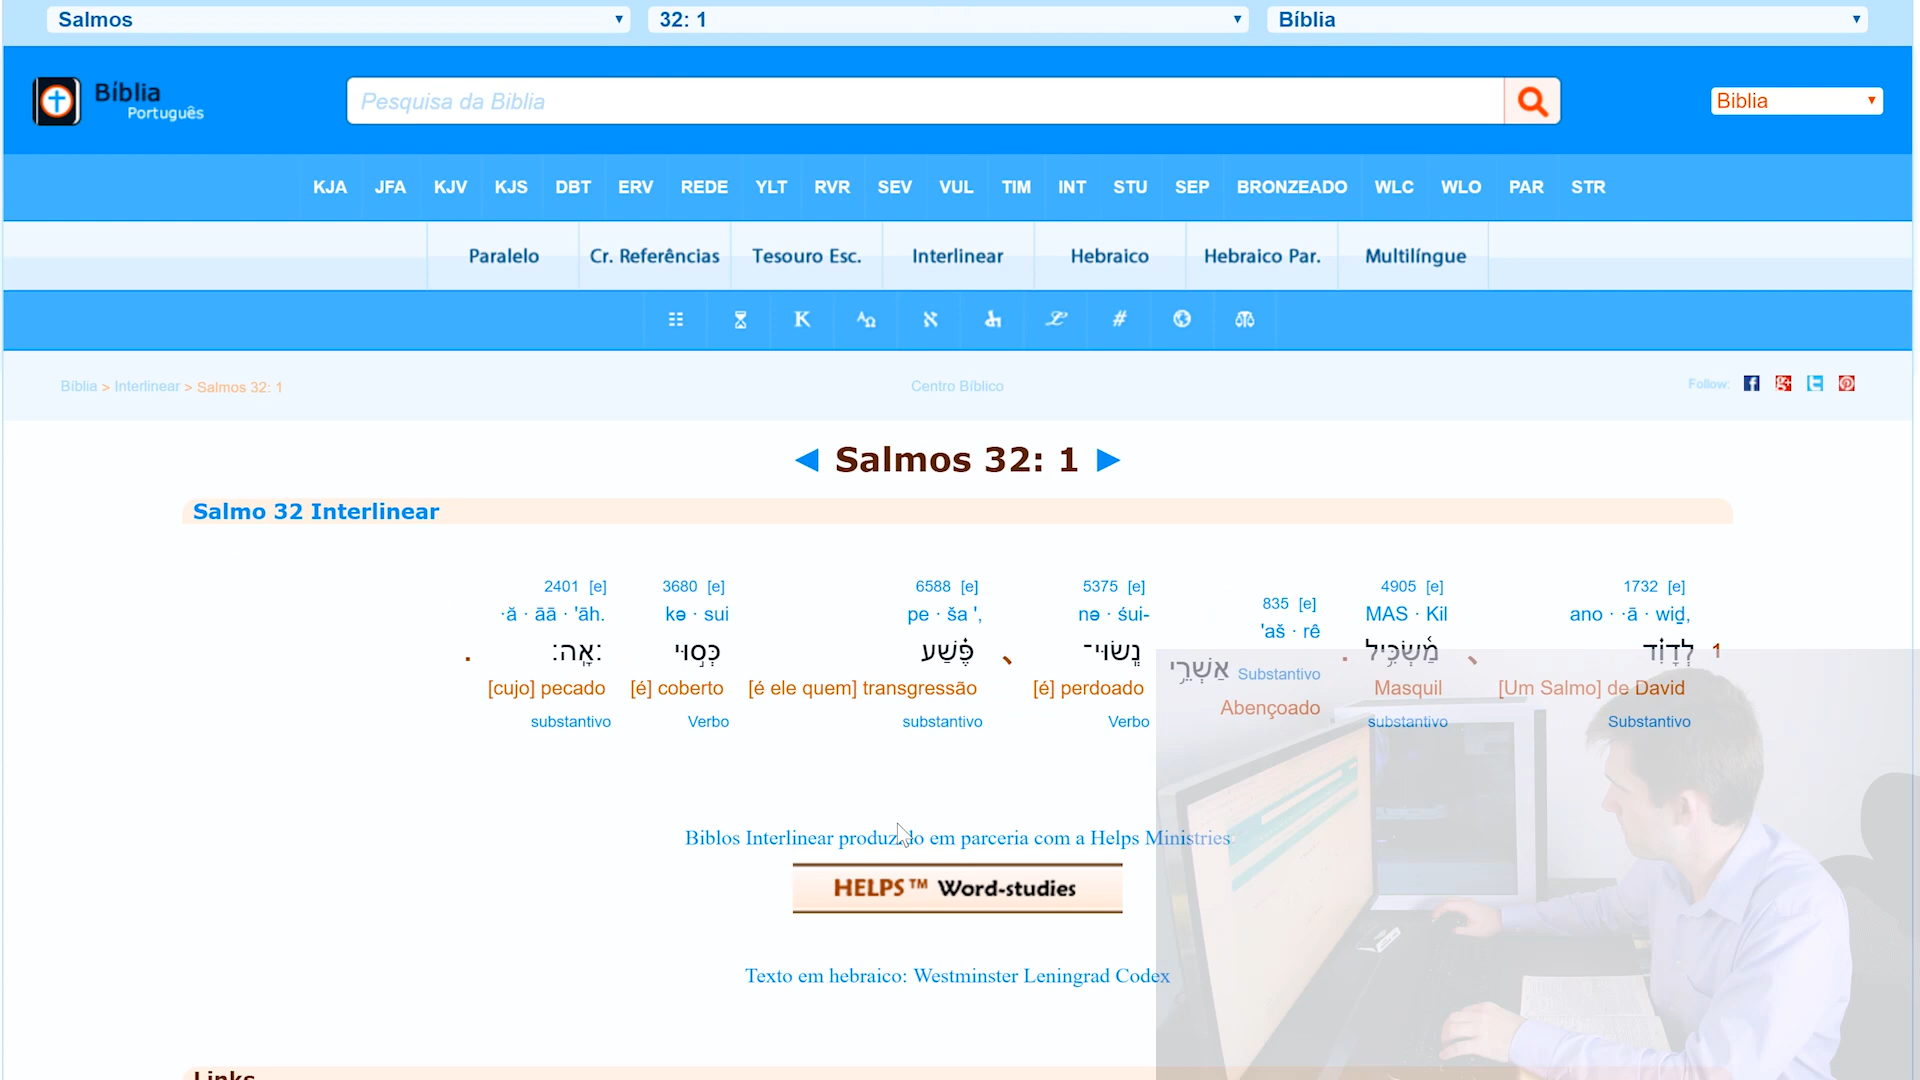 Salmos
32: 1
Bíblia
Bíblia
Português
Pesquisa da Biblia
Biblia
KJA JFA KJV KJS DBT ERV REDE YLT RVR SEV VUL TIM INT STU SEP BRONZEADO WLC WLO PAR STR
Paralelo Cr. Referências Tesouro Esc. Interlinear Hebraico Hebraico Par. Multilíngue
Bíblia > Interlinear > Salmos 32: 1
Centro Bíblico
Follow:
◄ Salmos 32: 1 ►
Salmo 32 Interlinear
2401 [e] 3680 [e] 6588 [e] 5375 [e] 835 [e] 4905 [e] 1732 [e]
·ă · āā · 'āh. kə · sui pe · ša ', nə · śui- 'aš · rê MAS · Kil ano · ·ā · wiḏ,
כְּס֣וּי פֶּ֗שַׁע נְֽשׂוּי־ אַשְׁרֵ֥י מַ֫שְׂכִּ֥יל לְדָוִ֗ד 1
[cujo] pecado [é] coberto [é ele quem] transgressão [é] perdoado Abençoado Masquil [Um Salmo] de David
substantivo Verbo substantivo Verbo Substantivo substantivo Substantivo
Biblos Interlinear produzido em parceria com a Helps Ministries
HELPS™ Word-studies
Texto em hebraico: Westminster Leningrad Codex
Links